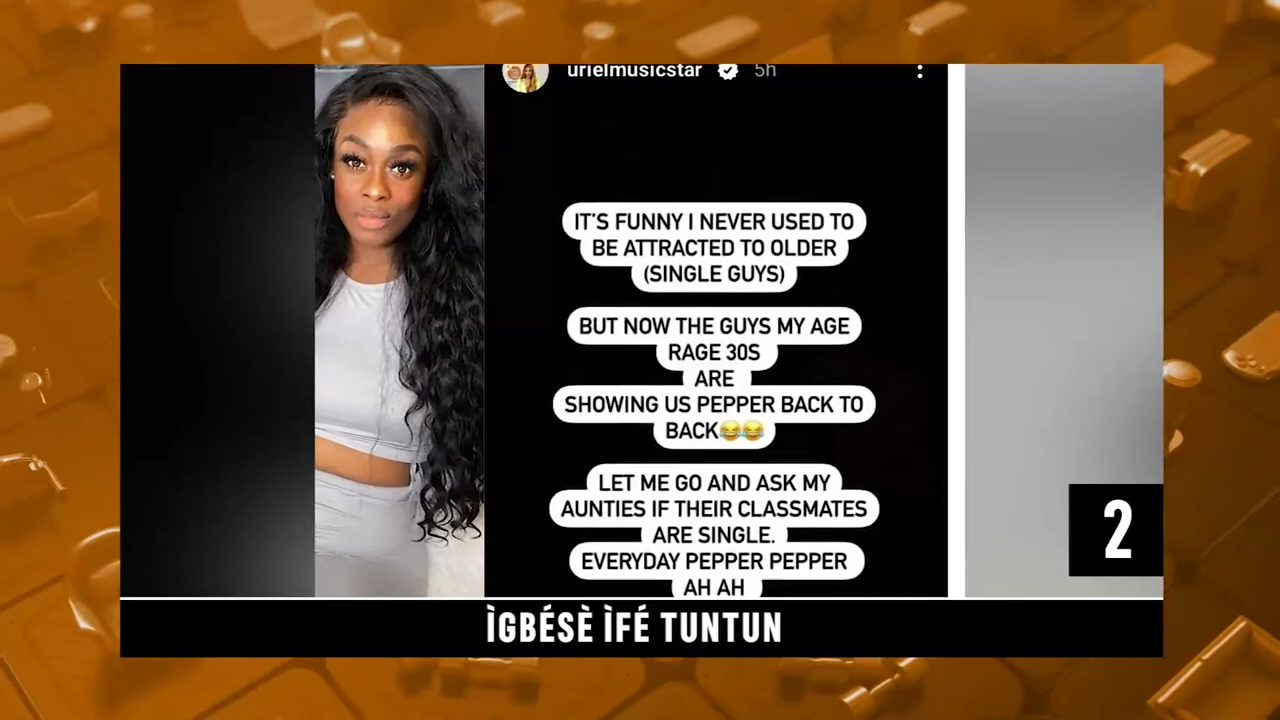 urielmusicstar 5h
IT'S FUNNY I NEVER USED TO
BE ATTRACTED TO OLDER
(SINGLE GUYS)
BUT NOW THE GUYS MY AGE
RAGE 30S
ARE
SHOWING US PEPPER BACK TO
BACK😂😂
LET ME GO AND ASK MY
AUNTIES IF THEIR CLASSMATES
ARE SINGLE.
EVERYDAY PEPPER PEPPER
AH AH
2
ÌGBÉSÈ ÌFÉ TUNTUN